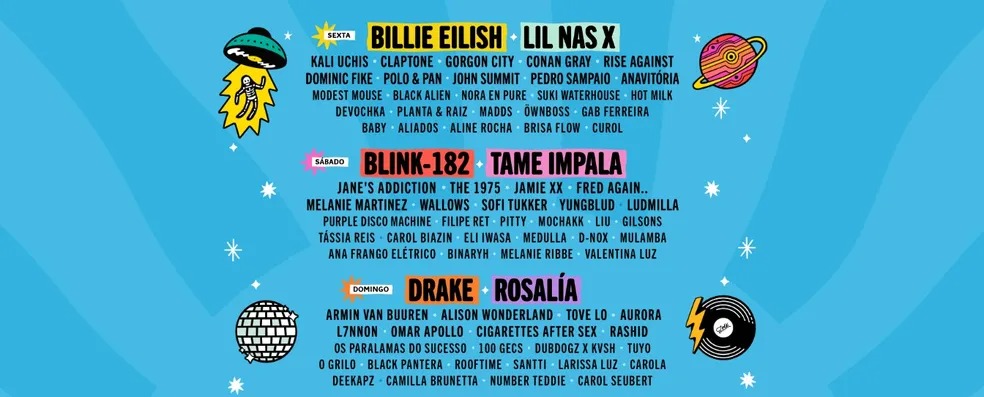 SEXTA BILLIE EILISH · LIL NAS X
KALI UCHIS · CLAPTONE · GORGON CITY · CONAN GRAY · RISE AGAINST
DOMINIC FIKE · POLO & PAN · JOHN SUMMIT · PEDRO SAMPAIO · ANAVITÓRIA
MODEST MOUSE · BLACK ALIEN · NORA EN PURE · SUKI WATERHOUSE · HOT MILK
DEVOCHKA · PLANTA & RAIZ · MADDS · ÖWNBOSS · GAB FERREIRA
BABY · ALIADOS · ALINE ROCHA · BRISA FLOW · CUROL
SÁBADO BLINK-182 · TAME IMPALA
JANE'S ADDICTION · THE 1975 · JAMIE XX · FRED AGAIN..
MELANIE MARTINEZ · WALLOWS · SOFI TUKKER · YUNGBLUD · LUDMILLA
PURPLE DISCO MACHINE · FILIPE RET · PITTY · MOCHAKK · LIU · GILSONS
TÁSSIA REIS · CAROL BIAZIN · ELI IWASA · MEDULLA · D-NOX · MULAMBA
ANA FRANGO ELÉTRICO · BINARYH · MELANIE RIBBE · VALENTINA LUZ
DOMINGO DRAKE · ROSALÍA
ARMIN VAN BUUREN · ALISON WONDERLAND · TOVE LO · AURORA
L7NNON · OMAR APOLLO · CIGARETTES AFTER SEX · RASHID
OS PARALAMAS DO SUCESSO · 100 GECS · DUBDOGZ X KVSH · TUYO
O GRILO · BLACK PANTERA · ROOFTIME · SANTTI · LARISSA LUZ · CAROLA
DEEKAPZ · CAMILLA BRUNETTA · NUMBER TEDDIE · CAROL SEUBERT